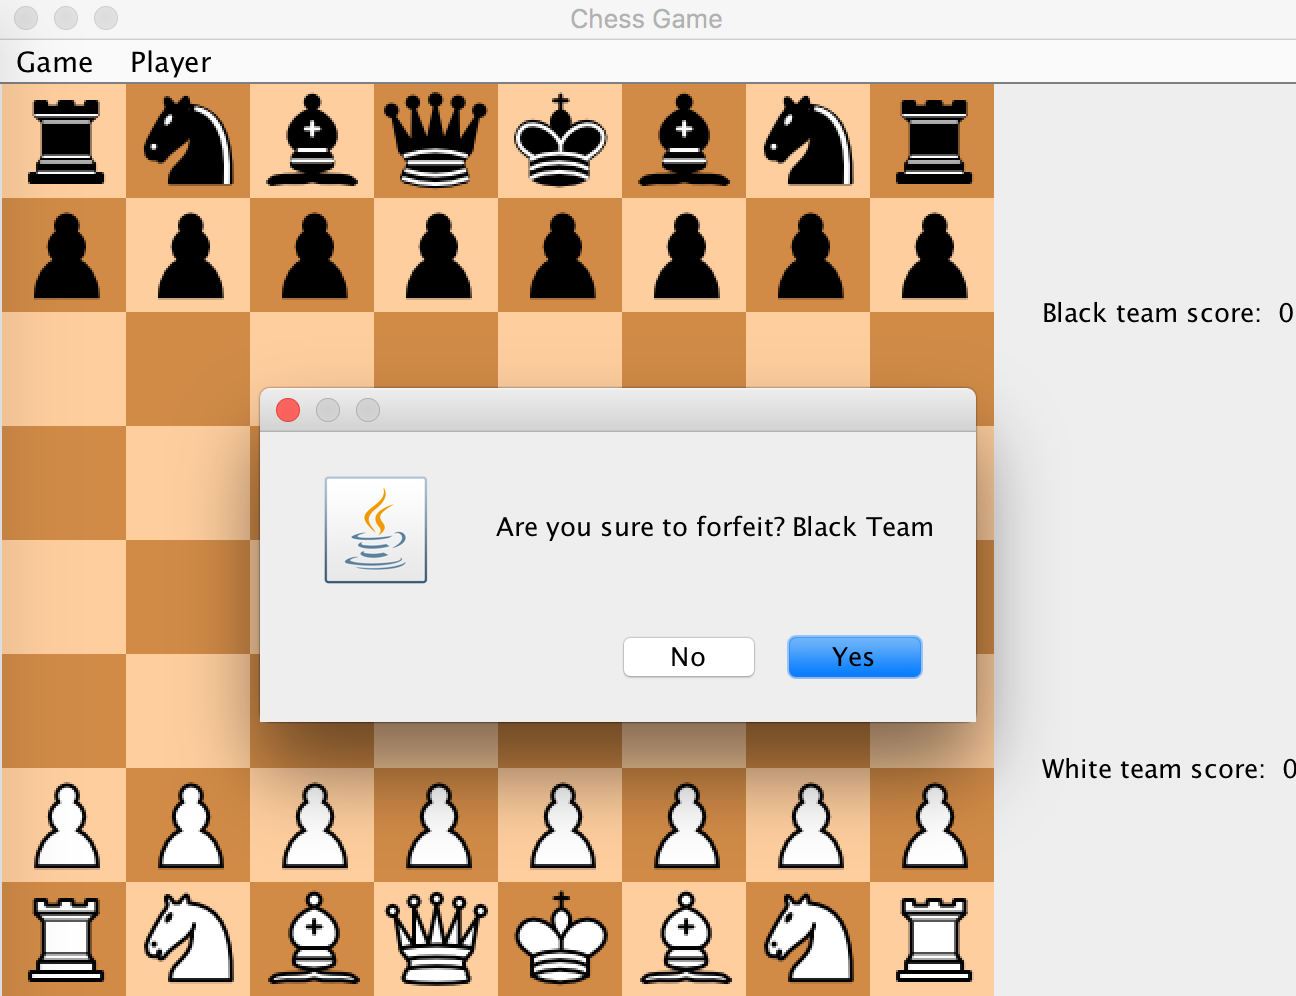 Chess Game
Game Player
Black team score: 0
Are you sure to forfeit? Black Team
No Yes
White team score: 0